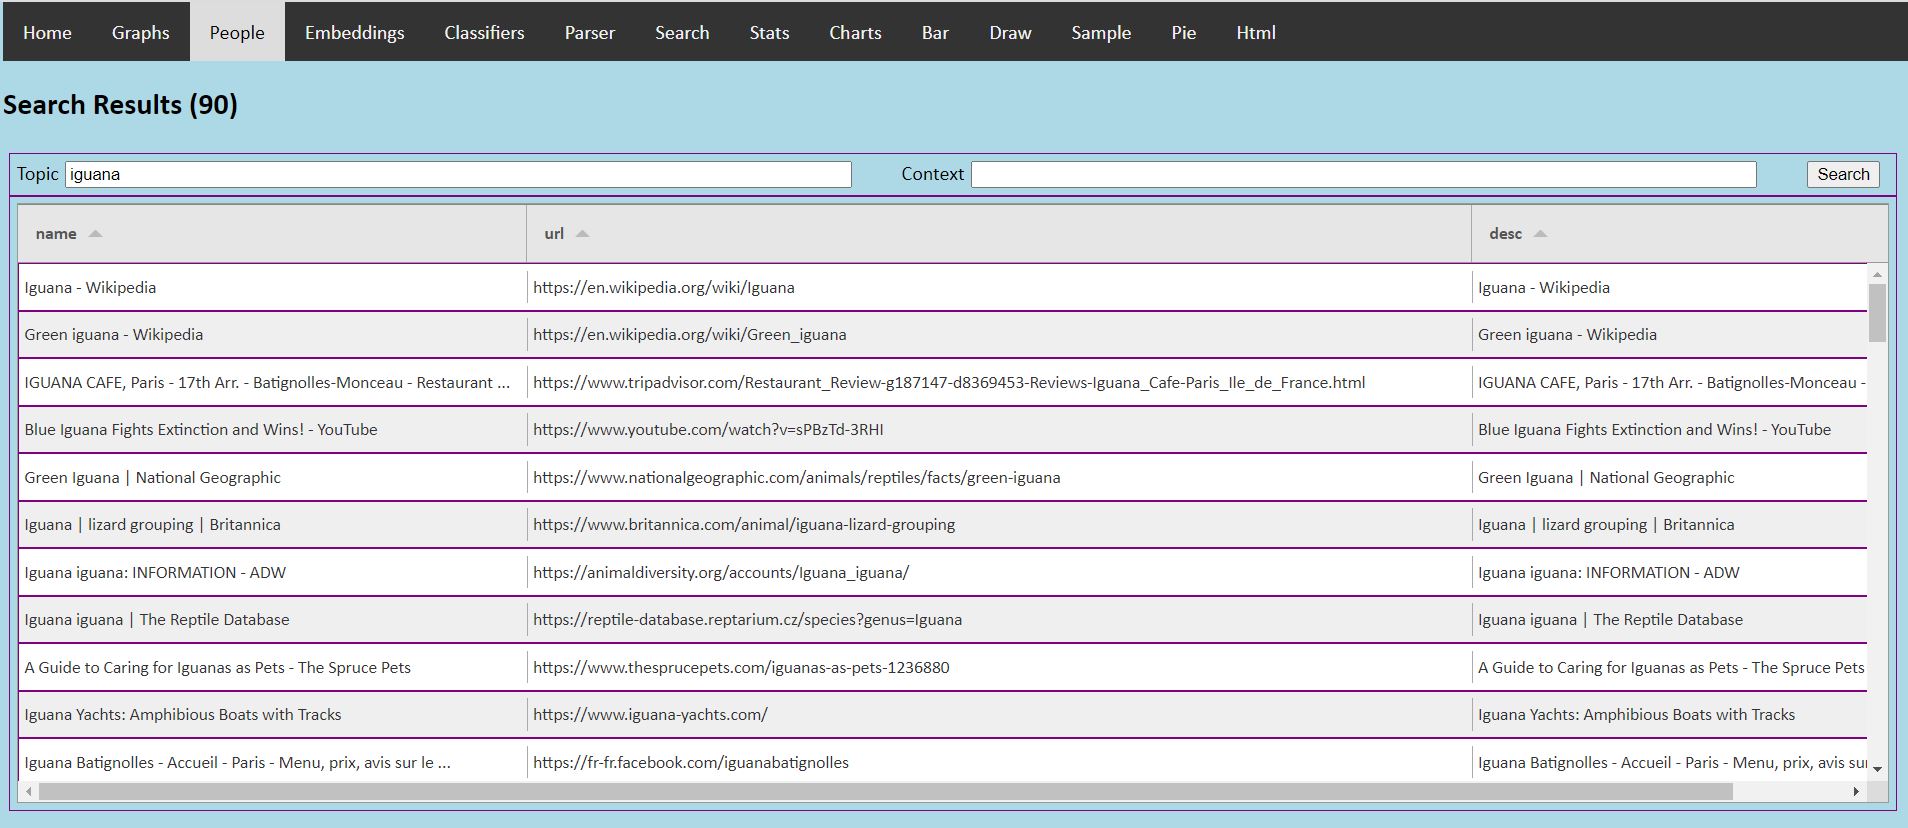 Home Graphs People Embeddings Classifiers Parser Search Stats Charts Bar Draw Sample Pie Html
Search Results (90)
Topic iguana Context Search
name url desc
Iguana - Wikipedia https://en.wikipedia.org/wiki/Iguana Iguana - Wikipedia
Green iguana - Wikipedia https://en.wikipedia.org/wiki/Green_iguana Green iguana - Wikipedia
IGUANA CAFE, Paris - 17th Arr. - Batignolles-Monceau - Restaurant ... https://www.tripadvisor.com/Restaurant_Review-g187147-d8369453-Reviews-Iguana_Cafe-Paris_Ile_de_France.html IGUANA CAFE, Paris - 17th Arr. - Batignolles-Monceau -
Blue Iguana Fights Extinction and Wins! - YouTube https://www.youtube.com/watch?v=sPBzTd-3RHI Blue Iguana Fights Extinction and Wins! - YouTube
Green Iguana | National Geographic https://www.nationalgeographic.com/animals/reptiles/facts/green-iguana Green Iguana | National Geographic
Iguana | lizard grouping | Britannica https://www.britannica.com/animal/iguana-lizard-grouping Iguana | lizard grouping | Britannica
Iguana iguana: INFORMATION - ADW https://animaldiversity.org/accounts/Iguana_iguana/ Iguana iguana: INFORMATION - ADW
Iguana iguana | The Reptile Database https://reptile-database.reptarium.cz/species?genus=Iguana Iguana iguana | The Reptile Database
A Guide to Caring for Iguanas as Pets - The Spruce Pets https://www.thesprucepets.com/iguanas-as-pets-1236880 A Guide to Caring for Iguanas as Pets - The Spruce Pets
Iguana Yachts: Amphibious Boats with Tracks https://www.iguana-yachts.com/ Iguana Yachts: Amphibious Boats with Tracks
Iguana Batignolles - Accueil - Paris - Menu, prix, avis sur le ... https://fr-fr.facebook.com/iguanabatignolles Iguana Batignolles - Accueil - Paris - Menu, prix, avis su